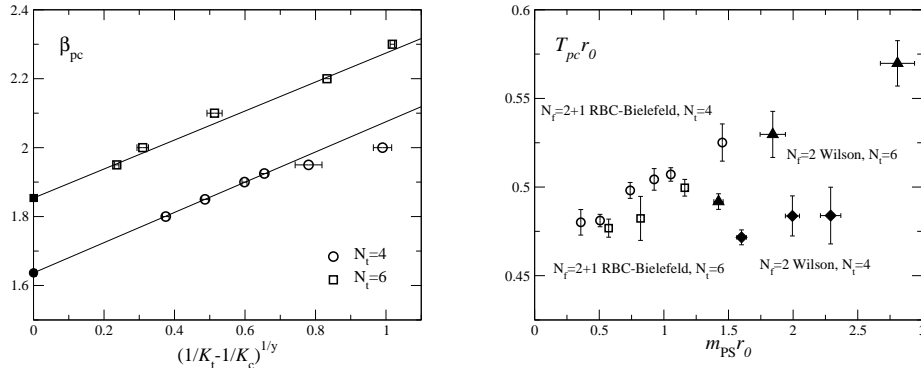 2.4
2.2
2.0
1.8
1.6
β_pc
N_t=4
N_t=6
0
0.2
0.4
0.6
0.8
1
(1/K_t-1/K_c)^1/y
0.6
0.55
0.5
0.45
T_pc r_0
N_f=2+1 RBC-Bielefeld, N_t=4
N_f=2 Wilson, N_t=6
N_f=2+1 RBC-Bielefeld, N_t=6
N_f=2 Wilson, N_t=4
0
0.5
1
1.5
2
2.5
3
m_PS r_0